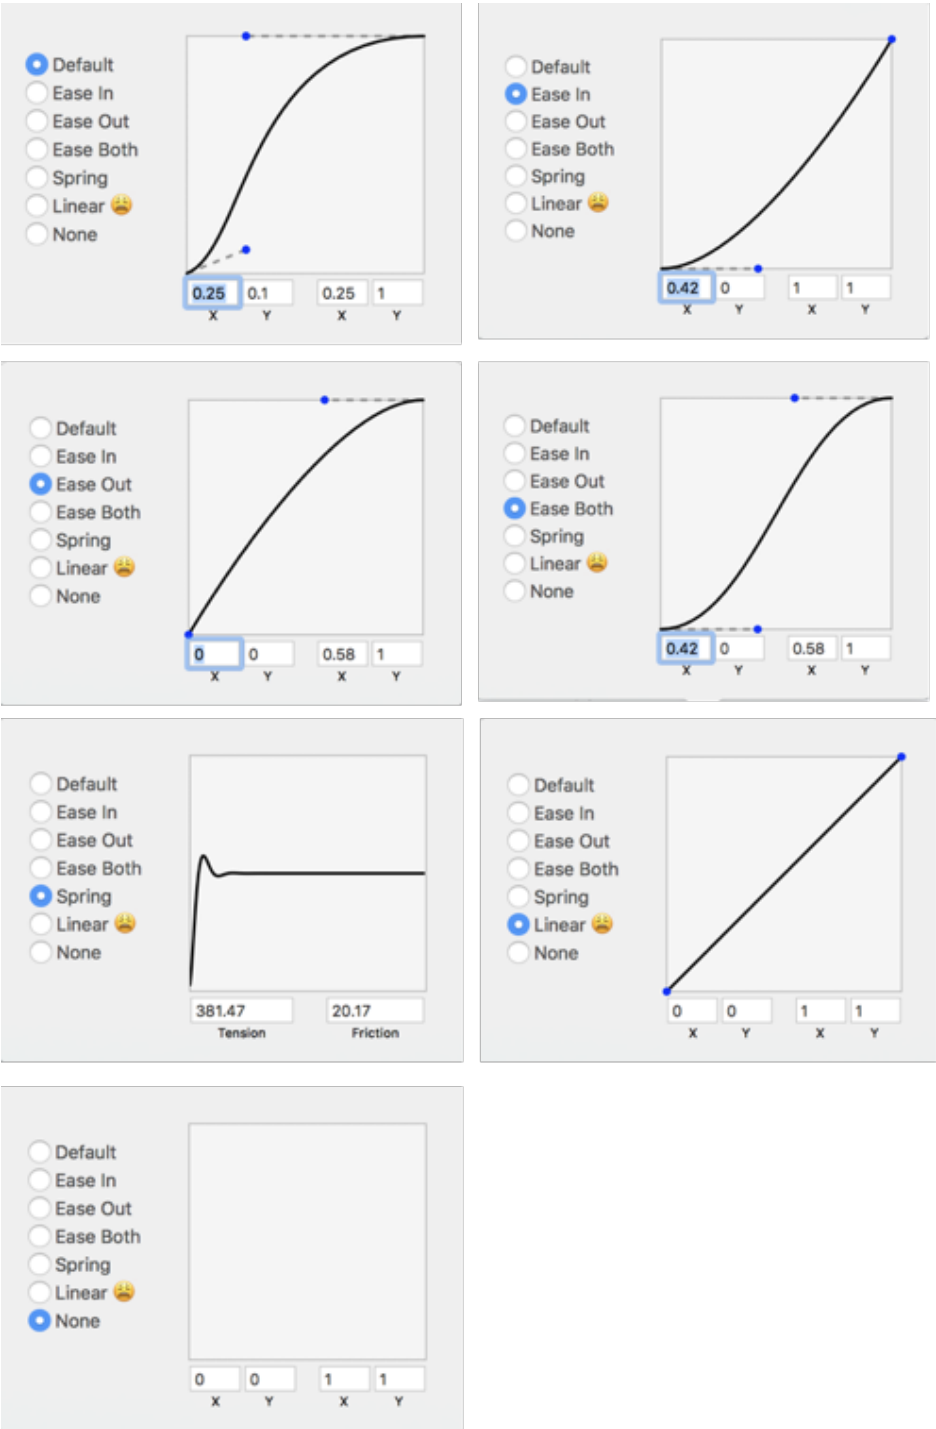 Default
Ease In
Ease Out
Ease Both
Spring
Linear 😩
None
0.25 0.1 0.25 1
X Y X Y
Default
Ease In
Ease Out
Ease Both
Spring
Linear 😩
None
0.42 0 1 1
X Y X Y
Default
Ease In
Ease Out
Ease Both
Spring
Linear 😩
None
0 0 0.58 1
X Y X Y
Default
Ease In
Ease Out
Ease Both
Spring
Linear 😩
None
0.42 0 0.58 1
X Y X Y
Default
Ease In
Ease Out
Ease Both
Spring
Linear 😩
None
381.47 20.17
Tension Friction
Default
Ease In
Ease Out
Ease Both
Spring
Linear 😩
None
0 0 1 1
X Y X Y
Default
Ease In
Ease Out
Ease Both
Spring
Linear 😩
None
0 0 1 1
X Y X Y